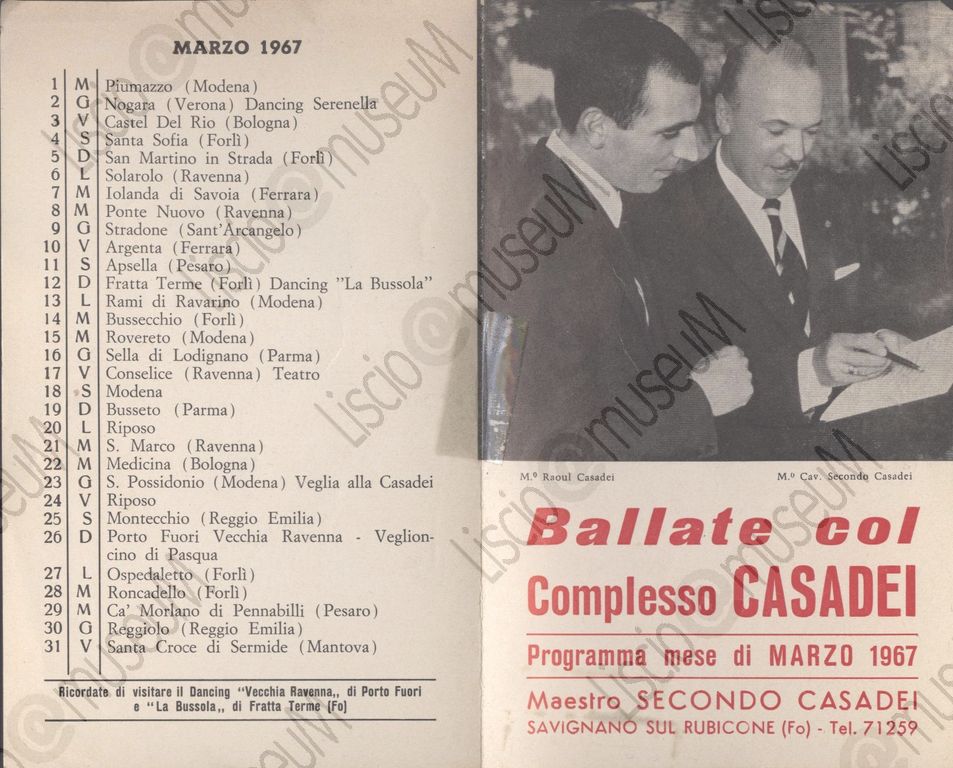 MARZO 1967
1 M Piumazzo (Modena)
2 G Nogara (Verona) Dancing Serenella
3 V Castel Del Rio (Bologna)
4 S Santa Sofia (Forlì)
5 D San Martino in Strada (Forlì)
6 L Solarolo (Ravenna)
7 M Iolanda di Savoia (Ferrara)
8 M Ponte Nuovo (Ravenna)
9 G Stradone (Sant'Arcangelo)
10 V Argenta (Ferrara)
11 S Apsella (Pesaro)
12 D Fratta Terme (Forlì) Dancing "La Bussola"
13 L Rami di Ravarino (Modena)
14 M Bussecchio (Forlì)
15 M Rovereto (Modena)
16 G Sella di Lodignano (Parma)
17 V Conselice (Ravenna) Teatro
18 S Modena
19 D Busseto (Parma)
20 L Riposo
21 M S. Marco (Ravenna)
22 M Medicina (Bologna)
23 G S. Possidonio (Modena) Veglia alla Casadei
24 V Riposo
25 S Montecchio (Reggio Emilia)
26 D Porto Fuori Vecchia Ravenna - Veglion-
cino di Pasqua
27 L Ospedaletto (Forlì)
28 M Roncadello (Forlì)
29 M Ca' Morlano di Pennabilli (Pesaro)
30 G Reggiolo (Reggio Emilia)
31 V Santa Croce di Sermide (Mantova)
Ricordate di visitare il Dancing "Vecchia Ravenna,, di Porto Fuori
e "La Bussola,, di Fratta Terme (Fo)
M.º Raoul Casadei
M.º Cav. Secondo Casadei
Ballate col
Complesso CASADEI
Programma mese di MARZO 1967
Maestro SECONDO CASADEI
SAVIGNANO SUL RUBICONE (Fo) - Tel. 71259
Liscio@museuM